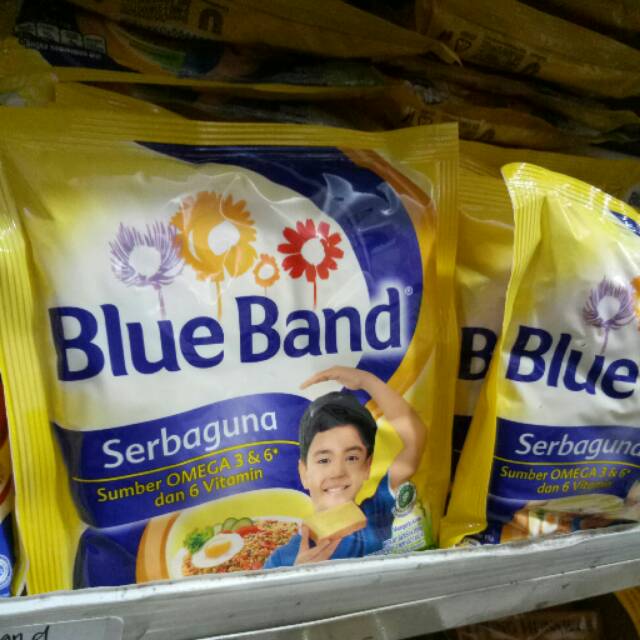 Blue Band®
Serbaguna
Sumber OMEGA 3 & 6*
dan 6 Vitamin
B
Blue
Serbaguna
Sumber OMEGA 3 & 6*
dan 6 Vitamin